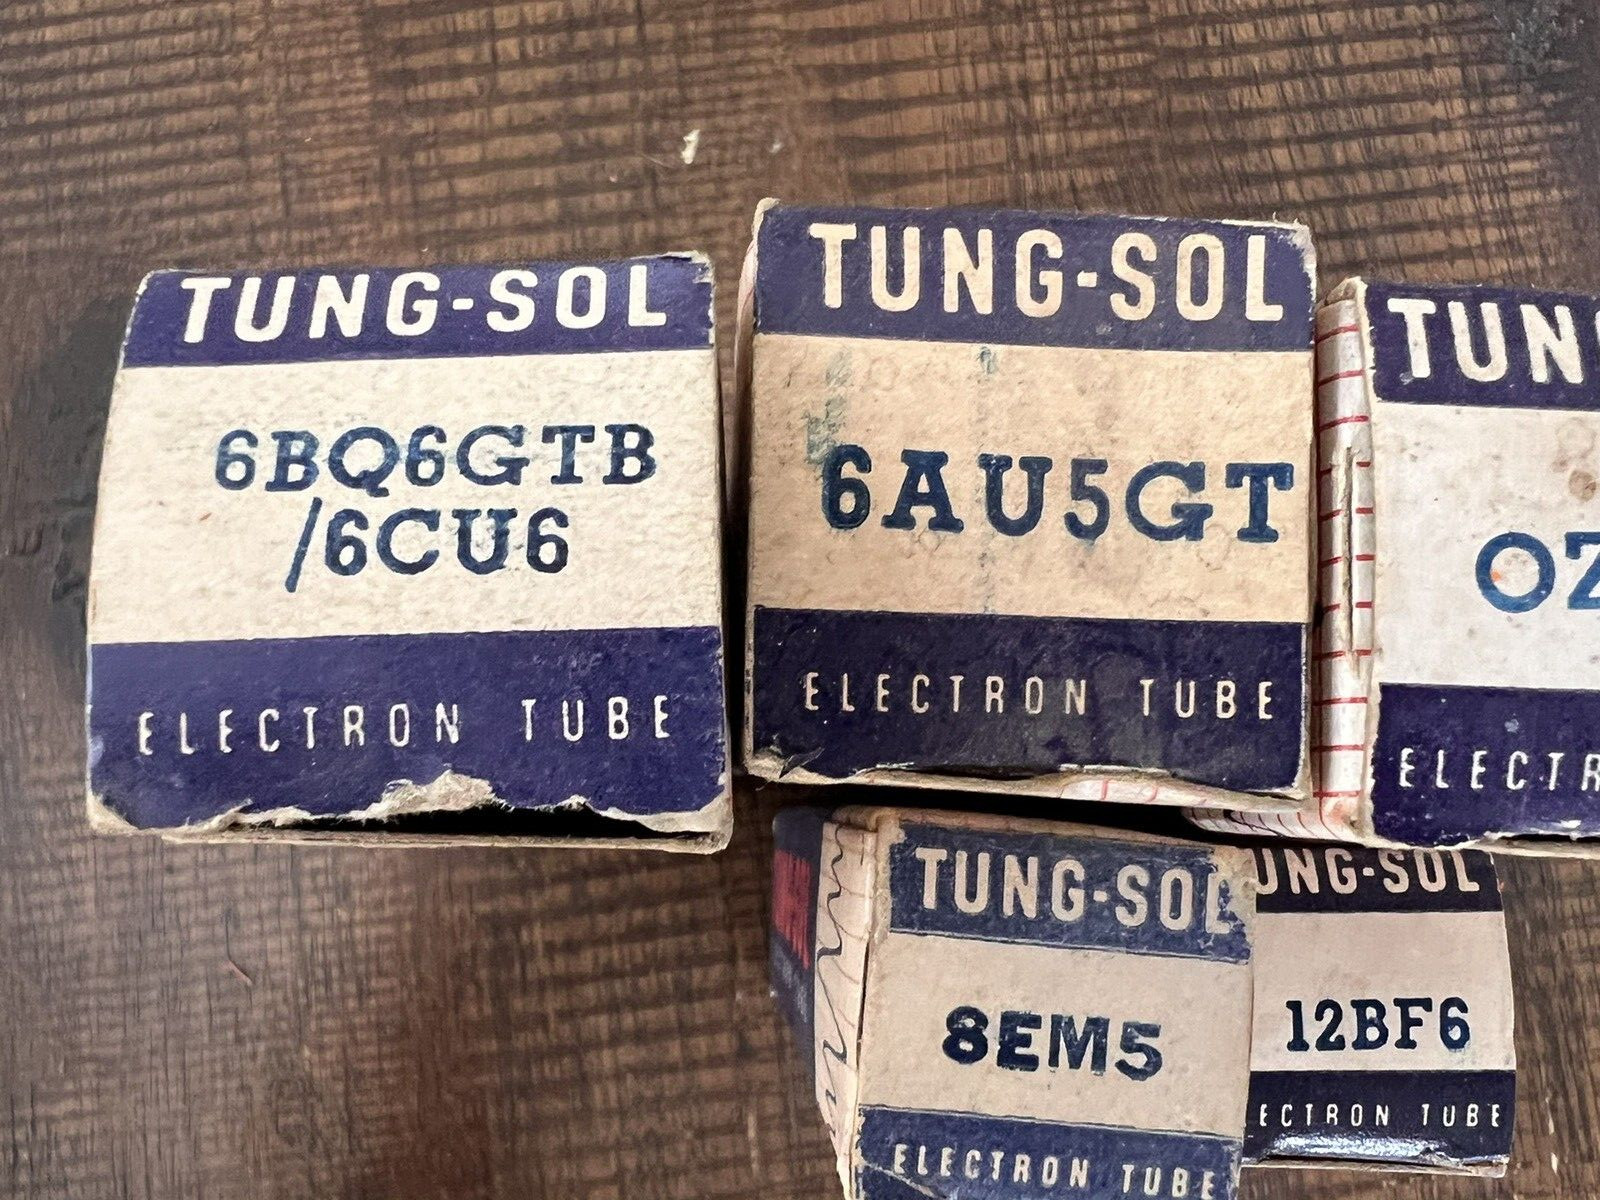 TUNG-SOL
6BQ6GTB
/6CU6
ELECTRON TUBE
TUNG-SOL
6AU5GT
ELECTRON TUBE
TUNG
OZ
ELECTR
TUNG-SOL
8EM5
ELECTRON TUBE
UNG-SOL
12BF6
ECTRON TUBE